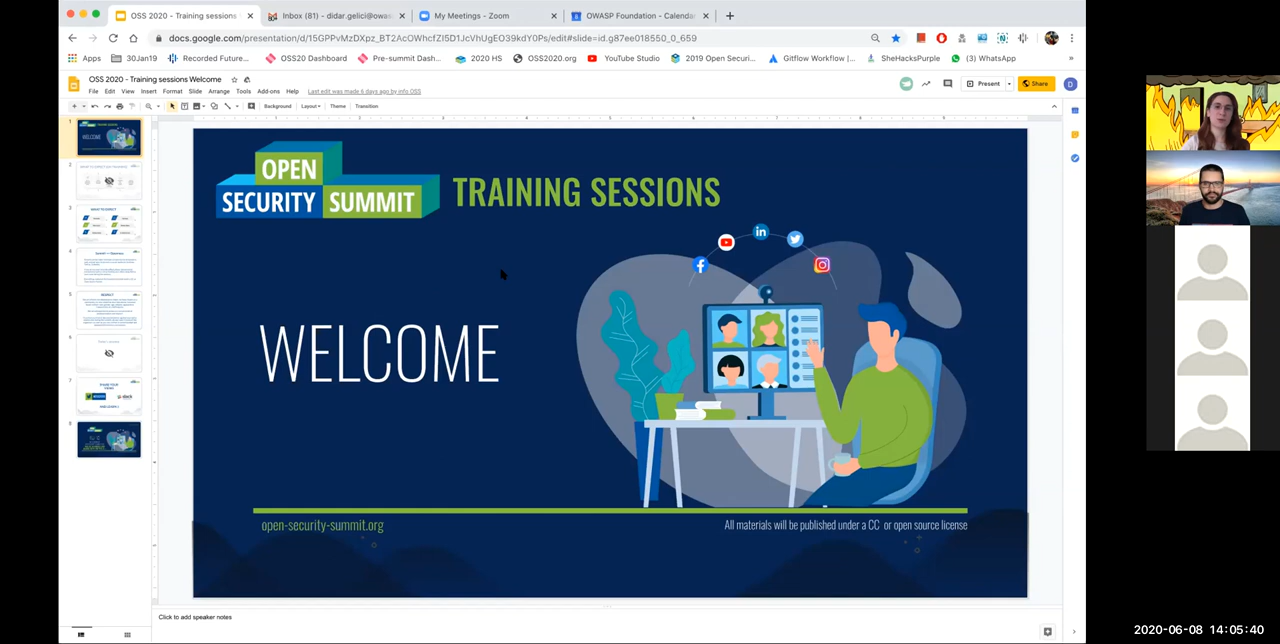 OSS 2020 - Training sessions
Inbox (81) - didar.gelici@owas
My Meetings - Zoom
OWASP Foundation - Calenda
docs.google.com/presentation/d/15GPPvMzDXpz_BT2AcOWhcfZI5D1JcVhUgEO39kdY0Ps/edit#slide=id.g87ee018550_0_659
Apps
30Jan19
Recorded Future...
OSS20 Dashboard
Pre-summit Dash...
2020 HS
OSS2020.org
YouTube Studio
2019 Open Securi...
Gitflow Workflow |...
SheHacksPurple
(3) WhatsApp
OSS 2020 - Training sessions Welcome
File Edit View Insert Format Slide Arrange Tools Add-ons Help
Last edit was made 6 days ago by info OSS
Present
Share
D
Background Layout Theme Transition
OPEN
SECURITY SUMMIT
TRAINING SESSIONS
WELCOME
open-security-summit.org
All materials will be published under a CC or open source license
Click to add speaker notes
2020-06-08 14:05:40